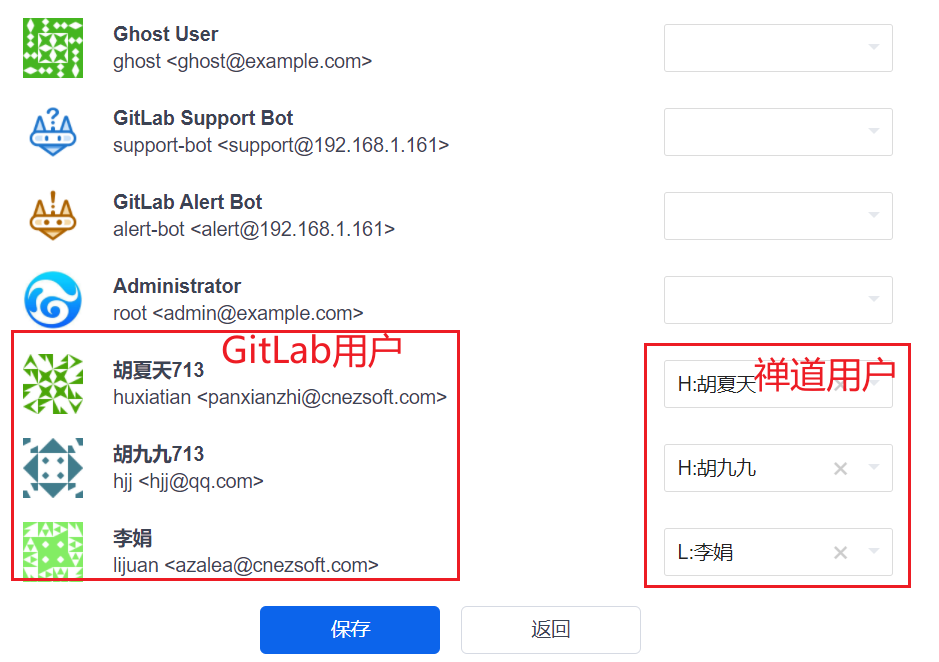 Ghost User
ghost <ghost@example.com>
GitLab Support Bot
support-bot <support@192.168.1.161>
GitLab Alert Bot
alert-bot <alert@192.168.1.161>
Administrator
root <admin@example.com>
GitLab用户
禅道用户
胡夏天713
huxiatian <panxianzhi@cnezsoft.com>
H:胡夏天
胡九九713
hjj <hjj@qq.com>
H:胡九九
李娟
lijuan <azalea@cnezsoft.com>
L:李娟
保存
返回